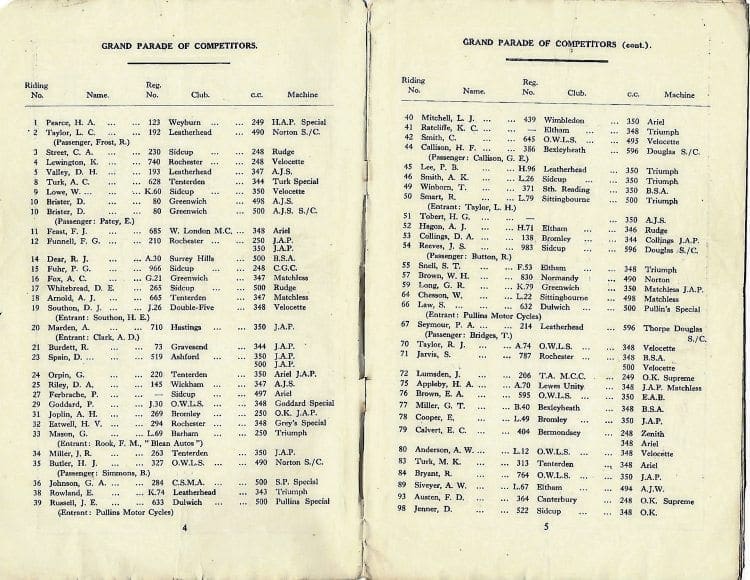 GRAND PARADE OF COMPETITORS.
Riding No. Name. Reg. No. Club. c.c. Machine
1 Pearce, H. A. ... ... 123 Weyburn ... ... 249 H.A.P. Special
2 Taylor, L. C. ... ... 192 Leatherhead ... 490 Norton S./C.
(Passenger, Frost, R.)
3 Street, C. A. ... ... 230 Sidcup ... ... 248 Rudge
4 Lewington, K. ... ... 740 Rochester ... ... 248 Velocette
5 Valley, D. H. ... ... 193 Leatherhead ... 347 A.J.S.
8 Turk, A. C. ... ... 628 Tenterden ... ... 344 Turk Special
9 Lowe, W. ... ... ... K.60 Sidcup ... ... 350 Velocette
10 Brister, D. ... ... 80 Greenwich ... 498 A.J.S.
10 Brister, D. ... ... 80 Greenwich ... 500 A.J.S. S./C.
(Passenger: Patey, E.)
11 Feast, F. J. ... ... 685 W. London M.C. ... 348 Ariel
12 Funnell, F. G. ... ... 210 Rochester ... ... 250 J.A.P.
350 J.A.P.
14 Dear, R. J. ... ... A.30 Surrey Hills ... 500 B.S.A.
15 Fuhr, P. G. ... ... 966 Sidcup ... ... 248 C.G.C.
16 Fox, A. C. ... ... G.21 Greenwich ... 347 Matchless
17 Whitebread, D. E. ... 265 Sidcup ... ... 500 Rudge
18 Arnold, A. J. ... ... 665 Tenterden ... 347 Matchless
19 Southon, D. J. ... ... J.26 Double-Five ... 348 Velocette
(Entrant: Southon, H. E.)
20 Marden, A. ... ... 710 Hastings ... ... 350 J.A.P.
(Entrant: Clark, A. D.)
21 Burdett, R. ... ... 73 Gravesend ... 344 J.A.P.
23 Spain, D. ... ... ... 519 Ashford ... ... 350 J.A.P.
500 J.A.P.
24 Orpin, G. ... ... 220 Tenterden ... 350 Ariel J.A.P.
25 Riley, D. A. ... ... 145 Wickham ... 347 A.J.S.
27 Ferbrache, P. ... ... — Sidcup ... ... 497 Ariel
29 Goddard, P. ... ... J.30 O.W.L.S. ... ... 348 Goddard Special
31 Joplin, A. H. ... ... 269 Bromley ... ... 250 O.K. J.A.P.
32 Eatwell, H. V. ... ... 294 Rochester ... ... 348 Grey's Special
33 Mason, G. ... ... L.69 Barham ... ... 250 Triumph
(Entrant: Rook, F. M., "Blean Autos")
34 Miller, J, R. ... ... 263 Tenterden ... 350 J.A.P.
35 Butler, H. J. ... ... 327 O.W.L.S. ... ... 490 Norton S./C.
(Passenger: Simmons, B.)
36 Johnson, G. A. ... ... 284 C.S.M.A. ... ... 500 S.P. Special
38 Rowland, E. ... ... K.74 Leatherhead ... 343 Triumph
39 Russell, J. E. ... ... 633 Dulwich ... ... 500 Pullins Special
(Entrant: Pullins Motor Cycles)
4
GRAND PARADE OF COMPETITORS (cont.).
Riding No. Name. Reg. No. Club. c.c. Machine
40 Mitchell, L. J. ... ... 439 Wimbledon ... 350 Ariel
41 Ratcliffe, K. C. ... ... — Eltham ... ... 348 Triumph
42 Smith, C. ... ... 645 O.W.L.S. ... ... 495 Velocette
44 Callison, H. F. ... ... 386 Bexleyheath ... 596 Douglas S./C.
(Passenger: Callison, G. E.)
45 Lee, P. B. ... ... H.96 Leatherhead ... 350 Triumph
46 Smith, A. K. ... ... L.26 Sidcup ... ... 350 Triumph
49 Winborn, T. ... ... 371 Sth. Reading ... 350 B.S.A.
50 Smart, R. ... ... L.79 Sittingbourne ... 500 Triumph
(Entrant: Taylor, L. H.)
51 Tobert, H. G. ... ... — ... 350 A.J.S.
52 Hagon, A. J. ... ... H.71 Eltham ... ... 346 Rudge
53 Collings, D. A. ... ... 138 Bromley ... ... 344 Collings J.A.P.
54 Reeves, J. S. ... ... 983 Sidcup ... ... 596 Douglas S./C.
(Passenger: Button, R.)
55 Snell, S. T. ... ... F.53 Eltham ... ... 348 Triumph
57 Brown, W. H. ... ... 830 Normandy ... 490 Norton
59 Long, G. R. ... ... K.79 Greenwich ... 350 Matchless J.A.P.
64 Chesson, W. ... ... L.22 Sittingbourne ... 498 Matchless
66 Law, S. ... ... ... 632 Dulwich ... ... 500 Pullin's Special
(Entrant: Pullins Motor Cycles)
67 Seymour, P. A. ... ... 214 Leatherhead ... 596 Thorpe Douglas S./C.
(Passenger: Bridges, T.)
70 Taylor, R. J. ... ... A.74 O.W.L.S. ... ... 348 Velocette
71 Jarvis, S. ... ... 787 Rochester ... ... 348 B.S.A.
500 Velocette
72 Lumsden, J. ... ... 206 T.A. M.C.C. ... 249 O.K. Supreme
75 Appleby, H. A. ... ... A.70 Lewes Unity ... 348 J.A.P. Matchless
76 Brown, E. A. ... ... 595 O.W.L.S. ... ... 350 E.A.B.
77 Miller, G. T. ... ... B.40 Bexleyheath ... 348 B.S.A.
78 Cooper, E, ... ... L.49 Bromley ... ... 350 J.A.P.
79 Calvert, E. C. ... ... 404 Bermondsey ... 248 Zenith
348 Ariel
80 Anderson, A. W. ... ... L.12 O.W.L.S. ... ... 348 Velocette
83 Turk, M. K. ... ... 313 Tenterden ... 348 Ariel
84 Bryant, R. ... ... 764 O.W.L.S. ... ... 350 J.A.P.
89 Siveyer, A. W. ... ... L.67 Eltham ... ... 494 A.J.W.
93 Austen, F. D. ... ... 364 Canterbury ... 248 O.K. Supreme
98 Jenner, D. ... ... 522 Sidcup ... ... 348 O.K.
5